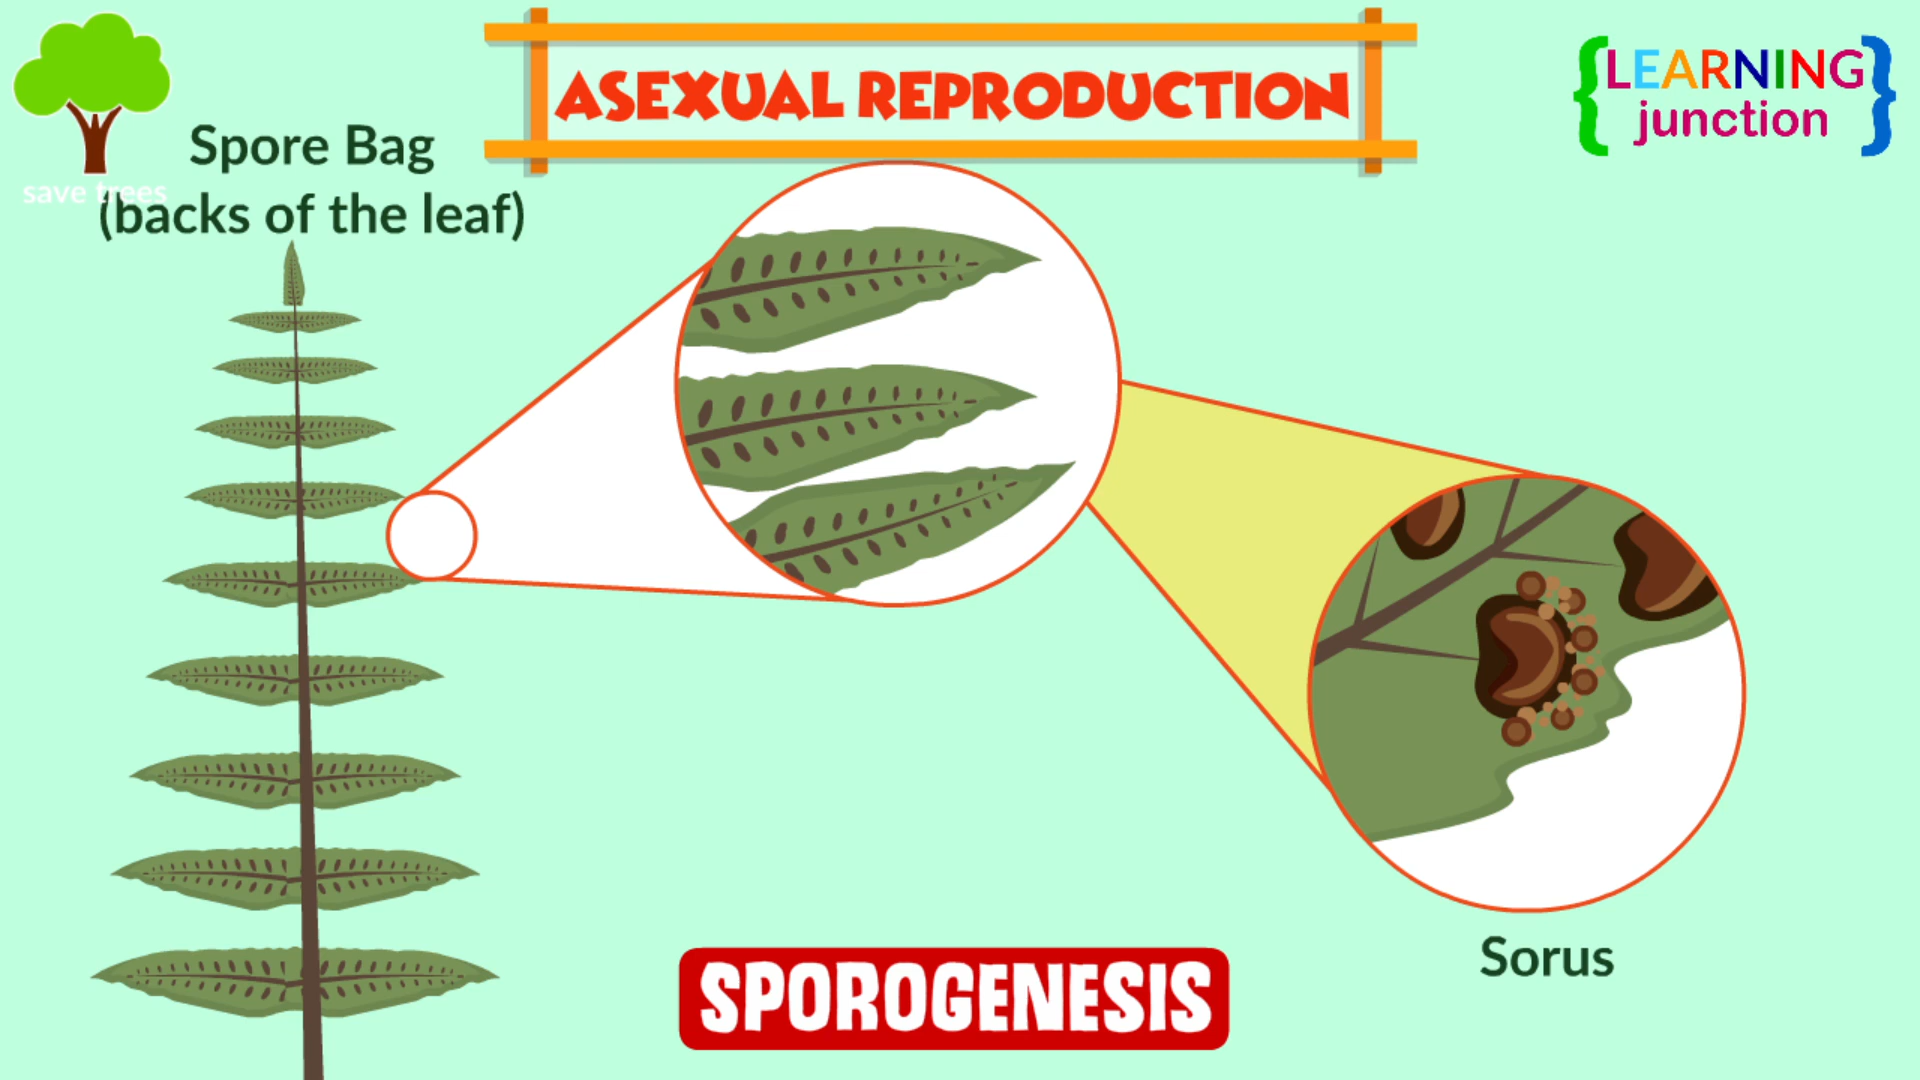 ASEXUAL REPRODUCTION
LEARNING
junction
save trees
Spore Bag
(backs of the leaf)
Sorus
SPOROGENESIS